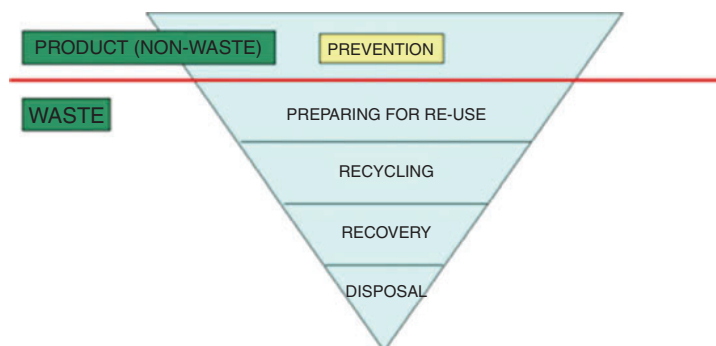 PRODUCT (NON-WASTE)
PREVENTION
WASTE
PREPARING FOR RE-USE
RECYCLING
RECOVERY
DISPOSAL